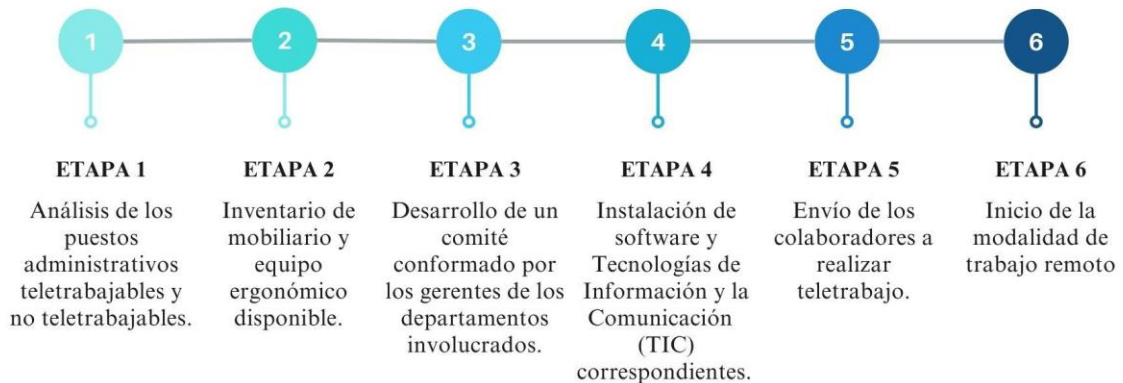 1
2
3
4
5
6
ETAPA 1
Análisis de los
puestos
administrativos
teletrabajables y
no teletrabajables.
ETAPA 2
Inventario de
mobiliario y
equipo
ergonómico
disponible.
ETAPA 3
Desarrollo de un
comité
conformado por
los gerentes de los
departamentos
involucrados.
ETAPA 4
Instalación de
software y
Tecnologías de
Información y la
Comunicación
(TIC)
correspondientes.
ETAPA 5
Envío de los
colaboradores a
realizar
teletrabajo.
ETAPA 6
Inicio de la
modalidad de
trabajo remoto